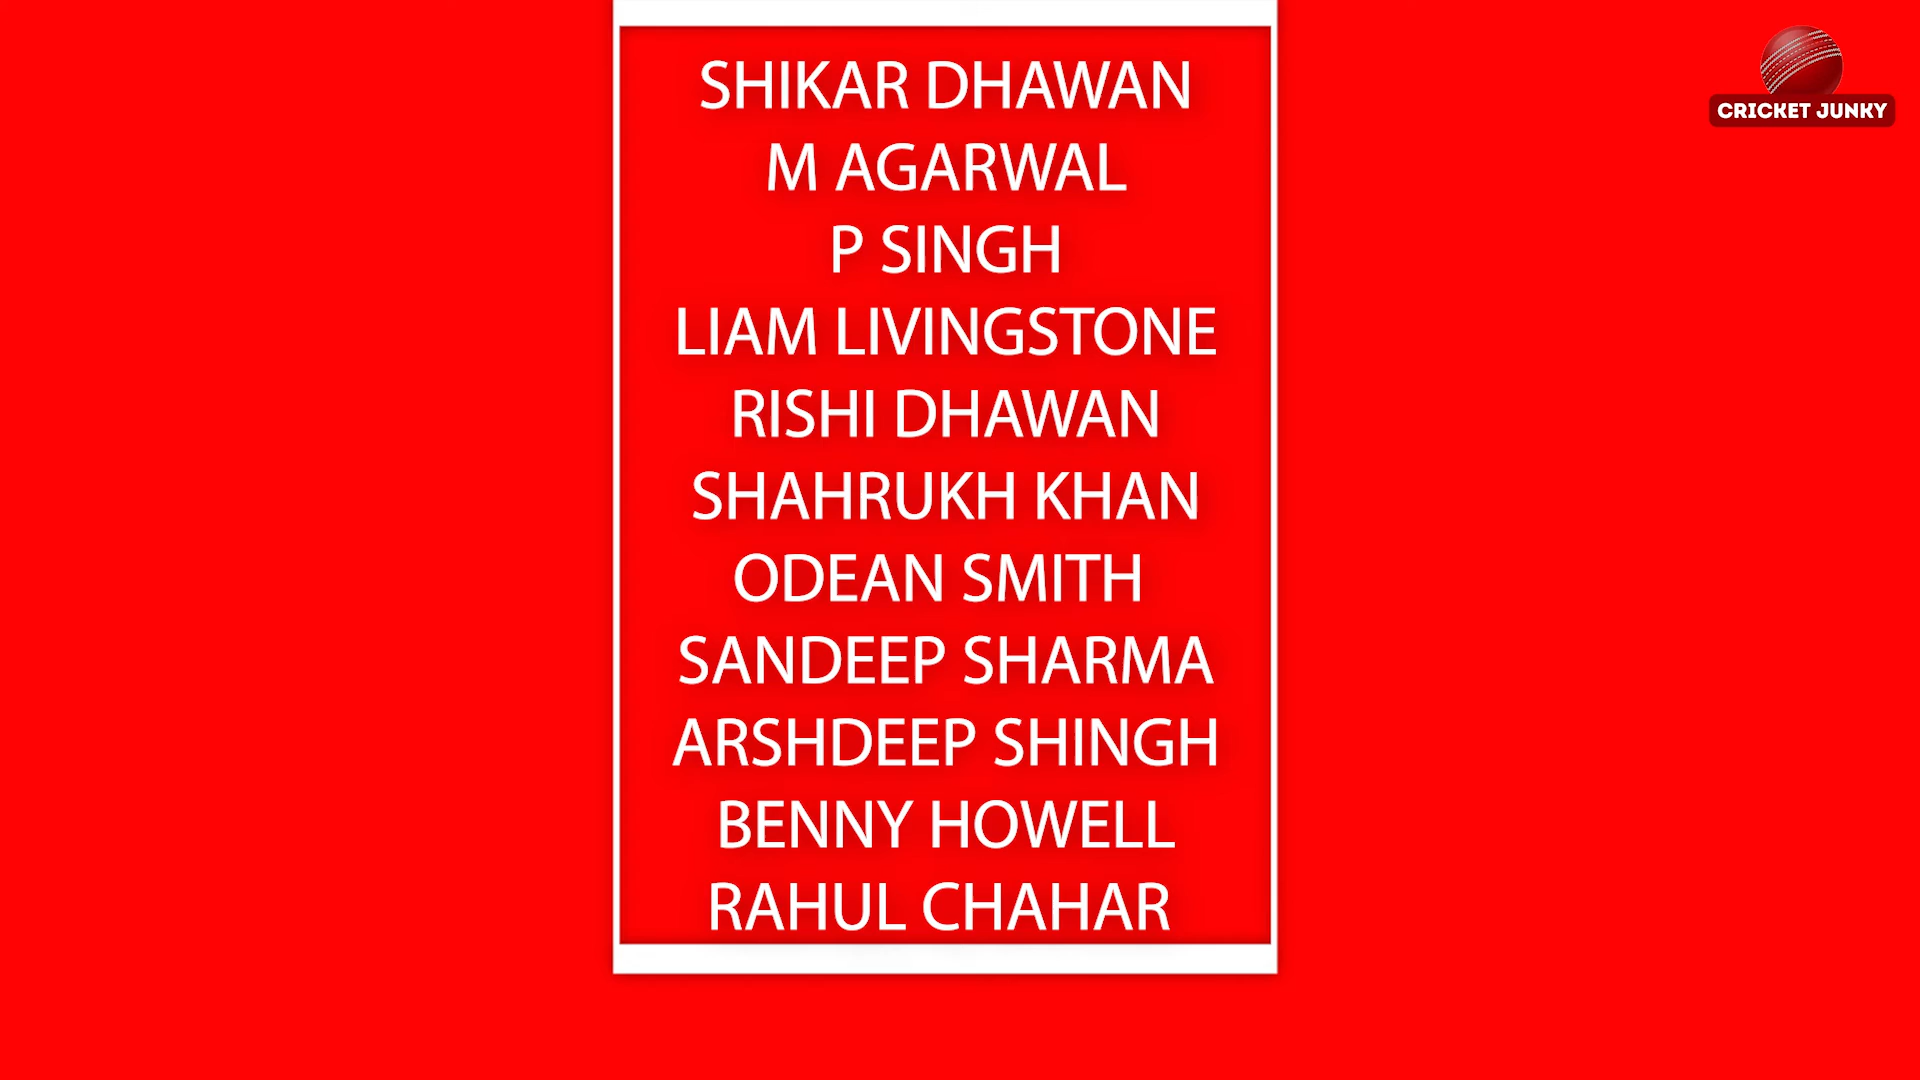 SHIKAR DHAWAN
M AGARWAL
P SINGH
LIAM LIVINGSTONE
RISHI DHAWAN
SHAHRUKH KHAN
ODEAN SMITH
SANDEEP SHARMA
ARSHDEEP SHINGH
BENNY HOWELL
RAHUL CHAHAR
CRICKET JUNKY